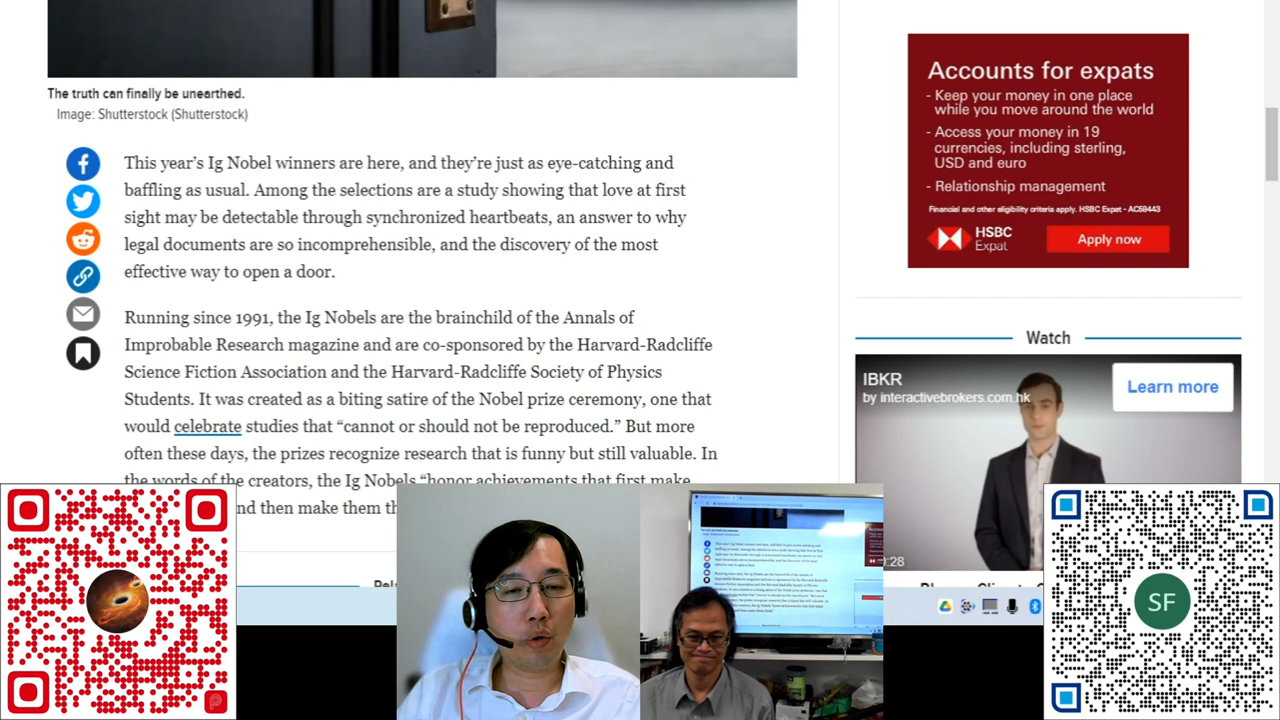 The truth can finally be unearthed.
Image: Shutterstock (Shutterstock)
This year's Ig Nobel winners are here, and they're just as eye-catching and
baffling as usual. Among the selections are a study showing that love at first
sight may be detectable through synchronized heartbeats, an answer to why
legal documents are so incomprehensible, and the discovery of the most
effective way to open a door.
Running since 1991, the Ig Nobels are the brainchild of the Annals of
Improbable Research magazine and are co-sponsored by the Harvard-Radcliffe
Science Fiction Association and the Harvard-Radcliffe Society of Physics
Students. It was created as a biting satire of the Nobel prize ceremony, one that
would celebrate studies that “cannot or should not be reproduced.” But more
often these days, the prizes recognize research that is funny but still valuable. In
the words of the creators, the Ig Nobels “honor achievements that first make
nd then make them th
Accounts for expats
- Keep your money in one place
while you move around the world
- Access your money in 19
currencies, including sterling,
USD and euro
- Relationship management
Financial and other eligibility criteria apply. HSBC Expat - AC59443
HSBC
Expat
Apply now
Watch
IBKR
by interactivebrokers.com.hk
Learn more
:28
SF